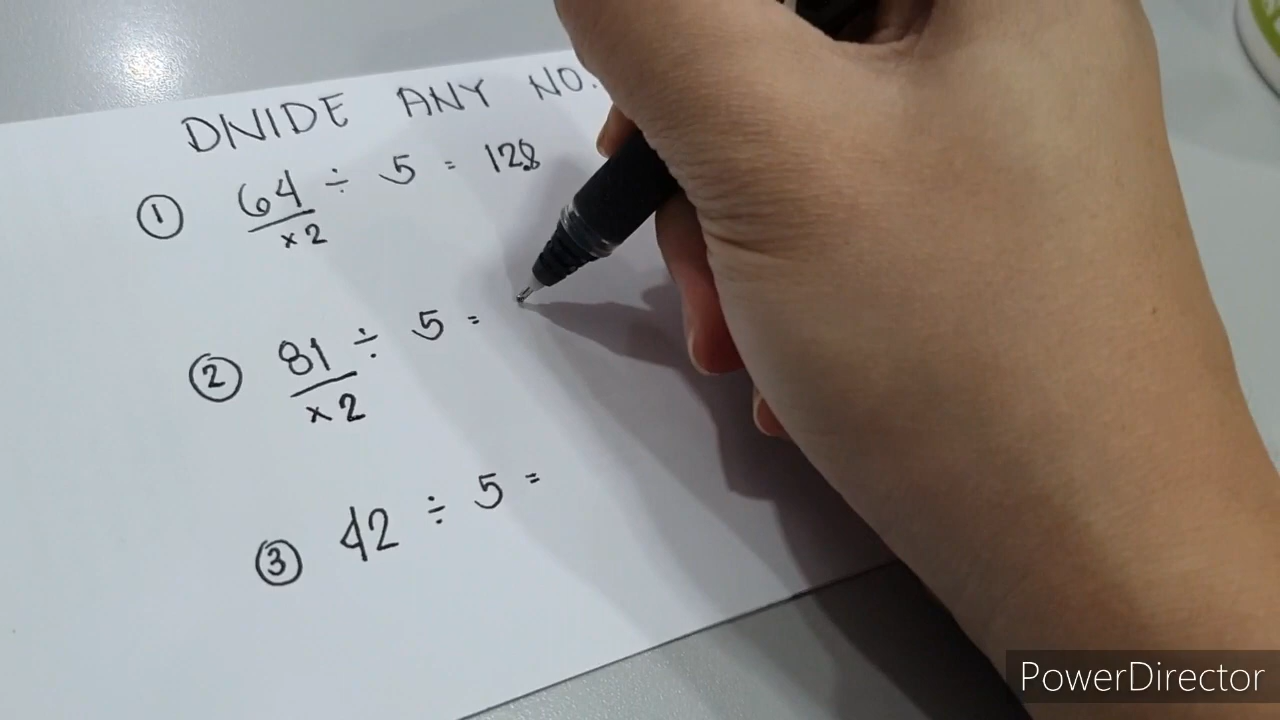 DIVIDE ANY NO.
① 64 ÷ 5 = 128
×2
② 81 ÷ 5 =
×2
③ 42 ÷ 5 =
PowerDirector